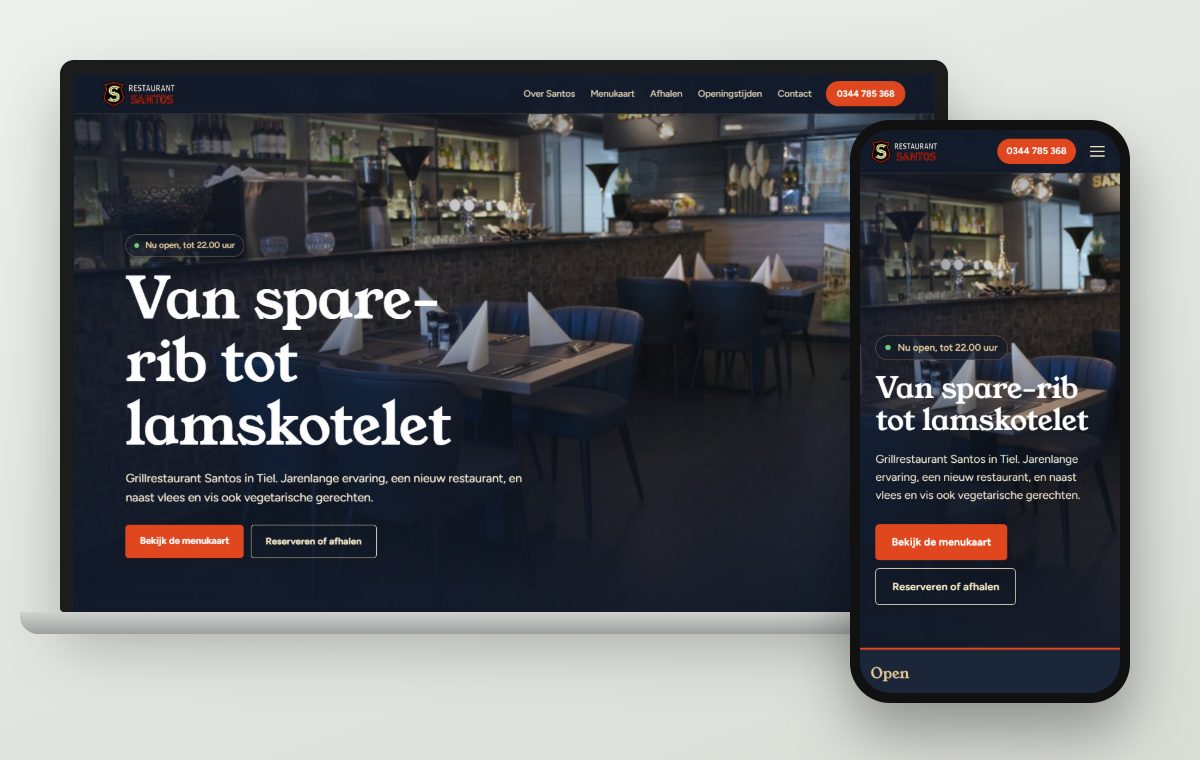 RESTAURANT
SANTOS
Over Santos
Menukaart
Afhalen
Openingstijden
Contact
0344 785 368
Nu open, tot 22.00 uur
Van spare-
rib tot
lamskotelet
Grillrestaurant Santos in Tiel. Jarenlange ervaring, een nieuw restaurant, en
naast vlees en vis ook vegetarische gerechten.
Bekijk de menukaart
Reserveren of afhalen
S RESTAURANT
SANTOS
0344 785 368
SAN
Nu open, tot 22.00 uur
Van spare-rib
tot lamskotelet
Grillrestaurant Santos in Tiel. Jarenlange
ervaring, een nieuw restaurant, en naast
vlees en vis ook vegetarische gerechten.
Bekijk de menukaart
Reserveren of afhalen
Open